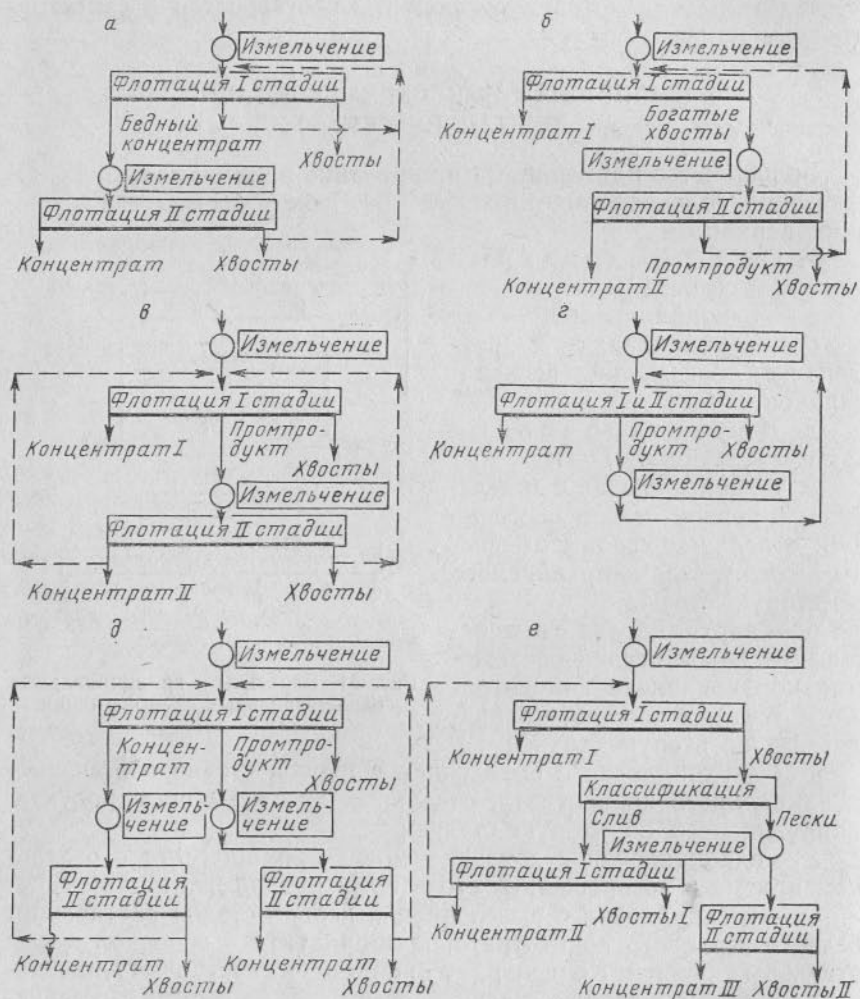 а
Измельчение
Флотация I стадии
Бедный
концентрат
Хвосты
Измельчение
Флотация II стадии
Концентрат
Хвосты
б
Измельчение
Флотация I стадии
Концентрат I
Богатые
хвосты
Измельчение
Флотация II стадии
Промпродукт
Концентрат II
Хвосты
в
Измельчение
Флотация I стадии
Концентрат I
Промпро-
дукт
Хвосты
Измельчение
Флотация II стадии
Концентрат II
Хвосты
г
Измельчение
Флотация I и II стадии
Концентрат
Промпро-
дукт
Хвосты
Измельчение
д
Измельчение
Флотация I стадии
Концен-
трат
Промпро-
дукт
Хвосты
Измель-
чение
Измель-
чение
Флотация
II стадии
Флотация
II стадии
Концентрат
Хвосты
Концентрат
Хвосты
е
Измельчение
Флотация I стадии
Концентрат I
Хвосты
Классификация
Слив
Пески
Измельчение
Флотация I стадии
Концентрат II
Хвосты I
Флотация
II стадии
Концентрат III
Хвосты II